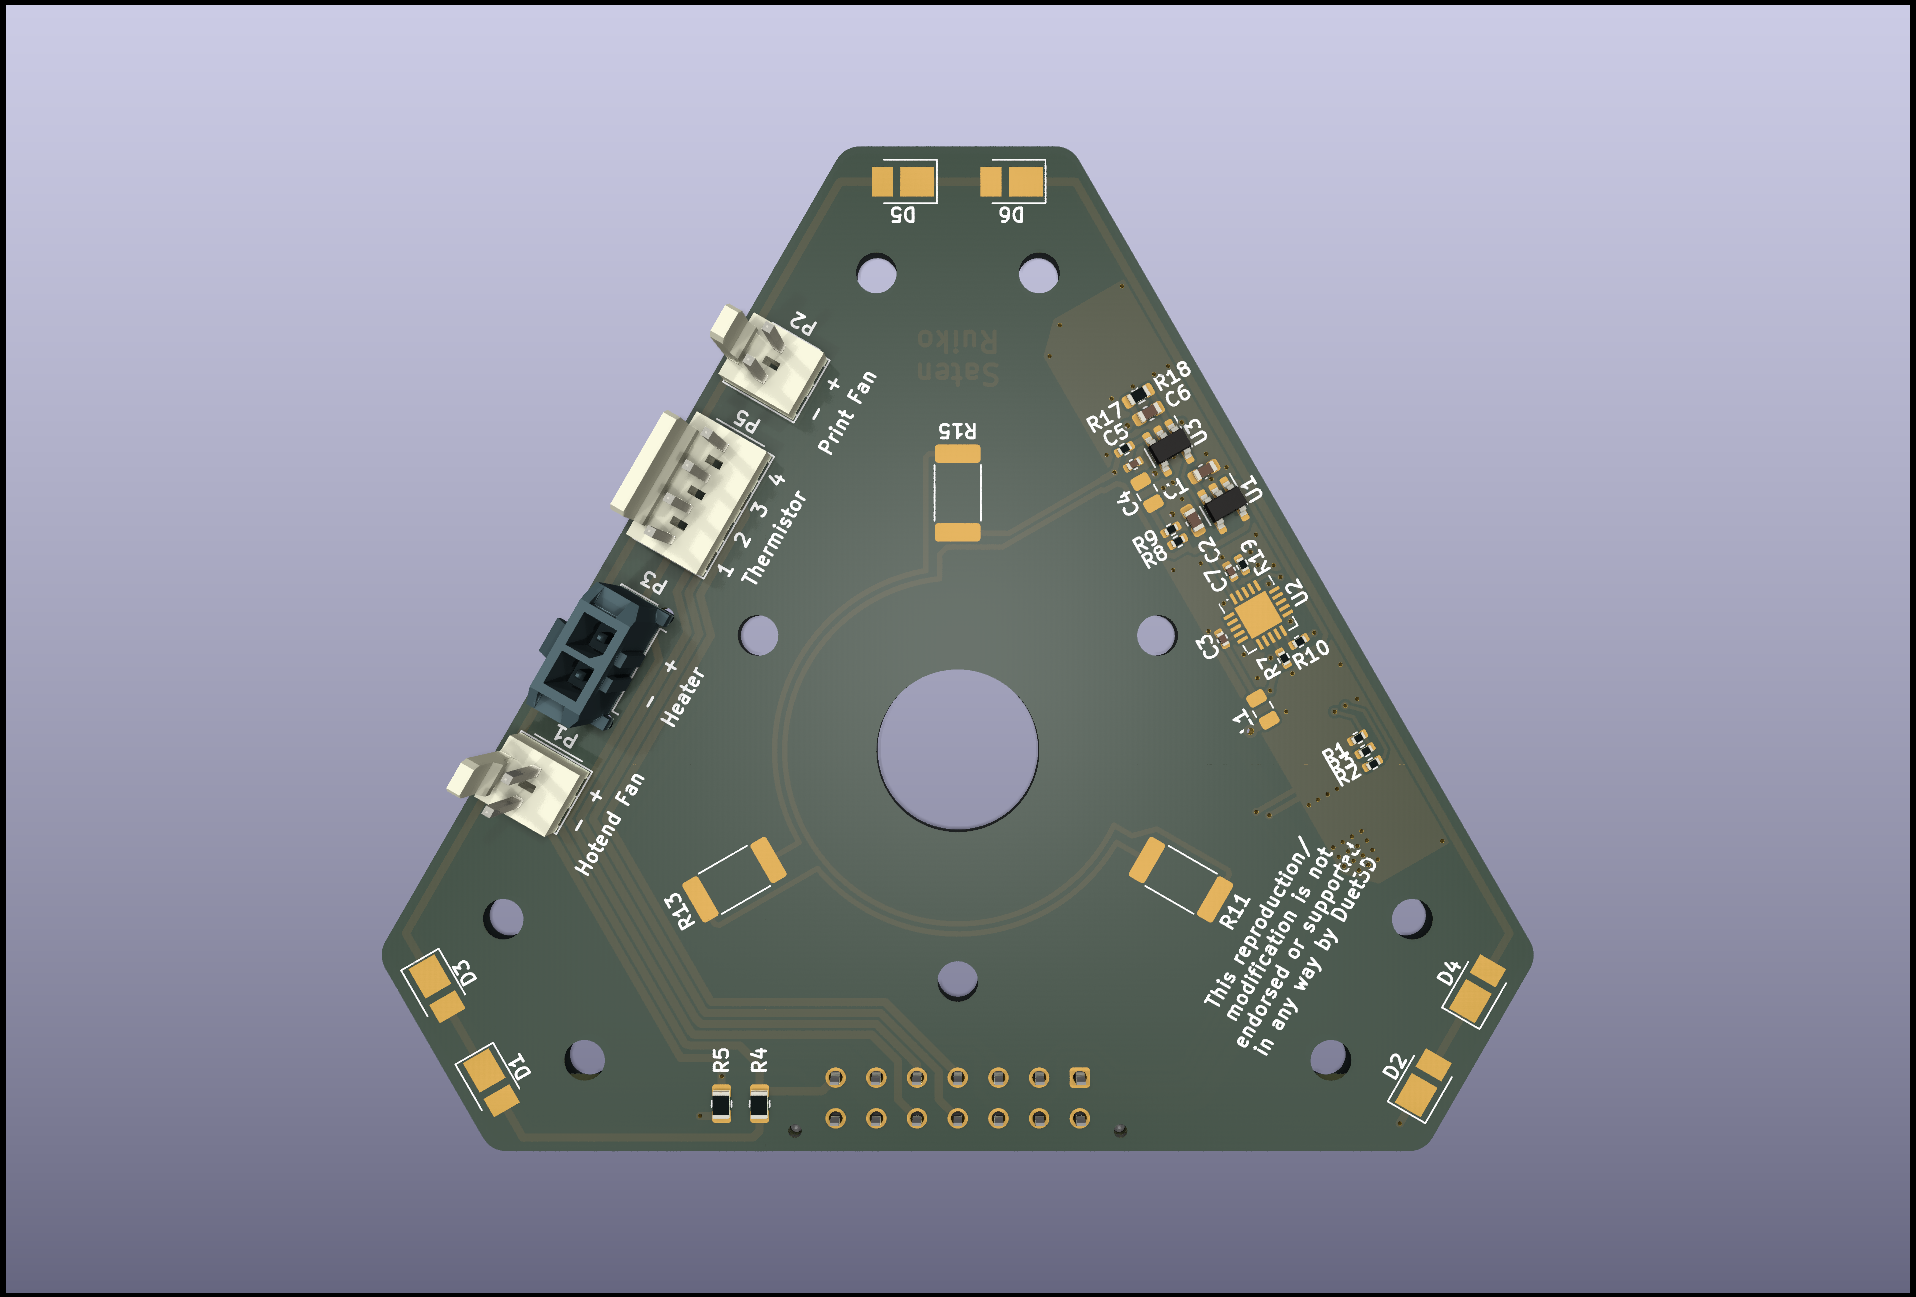 D5
D6
P2
+
-
Print Fan
Saten
Ruiko
R18
C6
R17
C5
U3
P5
R15
4
3
2
1
Thermistor
C4
C1
U1
R9
R8
C2
R19
C7
U2
C3
R10
R7
P3
+
-
Heater
P1
+
-
Hotend Fan
R1
R2
R13
R11
This reproduction/
modification is not
endorsed or supported
in any way by Duet3D
D3
D4
D1
D2
R5
R4